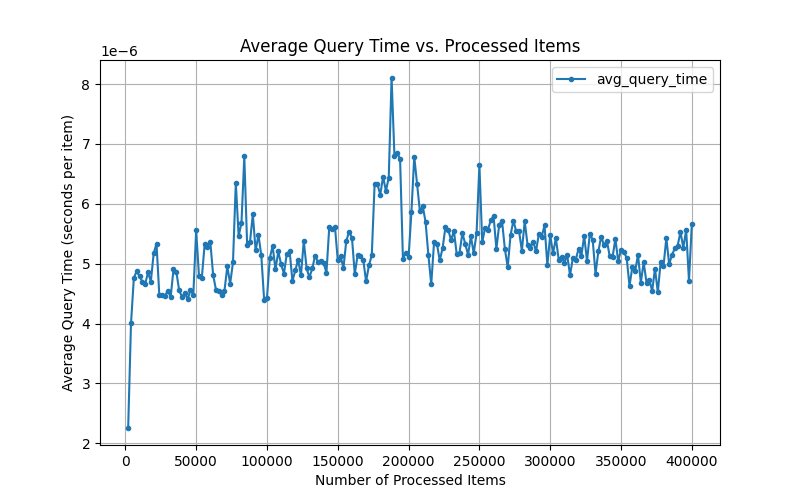 Average Query Time vs. Processed Items
1e−6
avg_query_time
Average Query Time (seconds per item)
8
7
6
5
4
3
2
0 50000 100000 150000 200000 250000 300000 350000 400000
Number of Processed Items